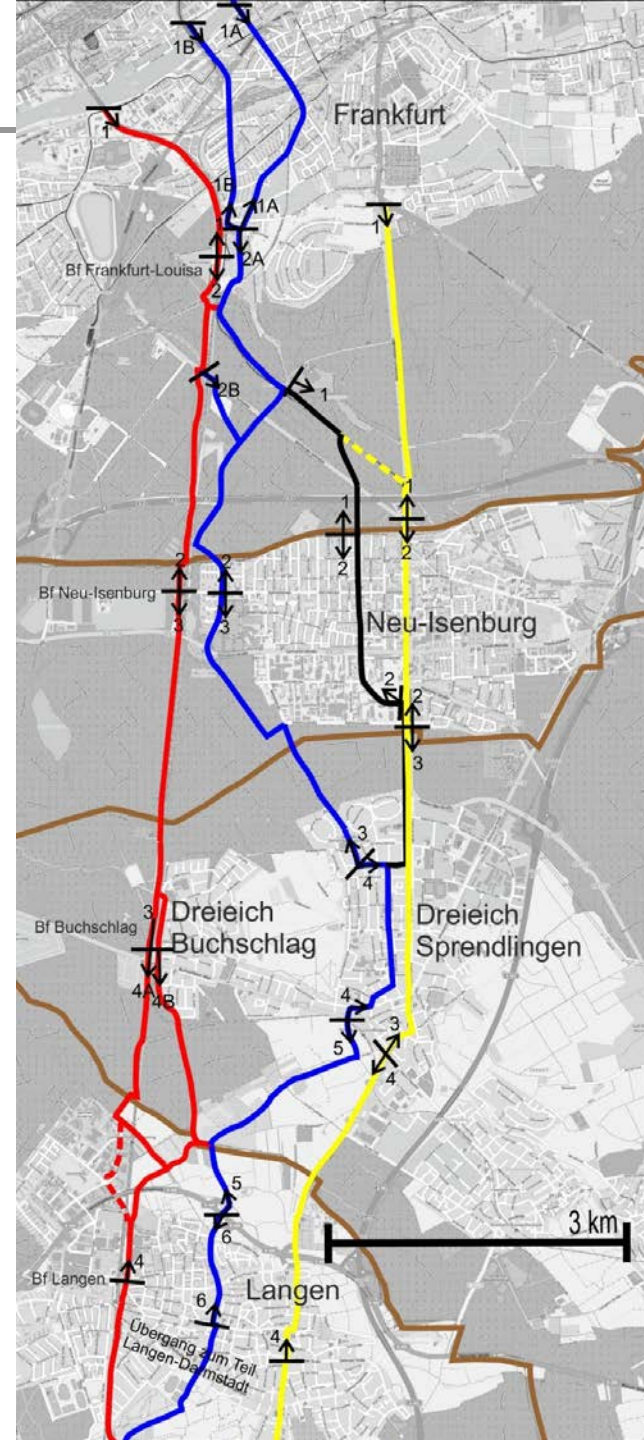 1B
1A
Frankfurt
1
1B
1A
1
2A
Bf Frankfurt-Louisa
2
2B
1
1
1
2
2
Bf Neu-Isenburg
2
2
3
3
Neu-Isenburg
2
2
3
3
4
3
Bf Buchschlag
Dreieich
Buchschlag
Dreieich
Sprendlingen
4A
4B
4
5
3
4
5
6
3 km
4
Bf Langen
Langen
6
4
Übergang zum Teil
Langen-Darmstadt